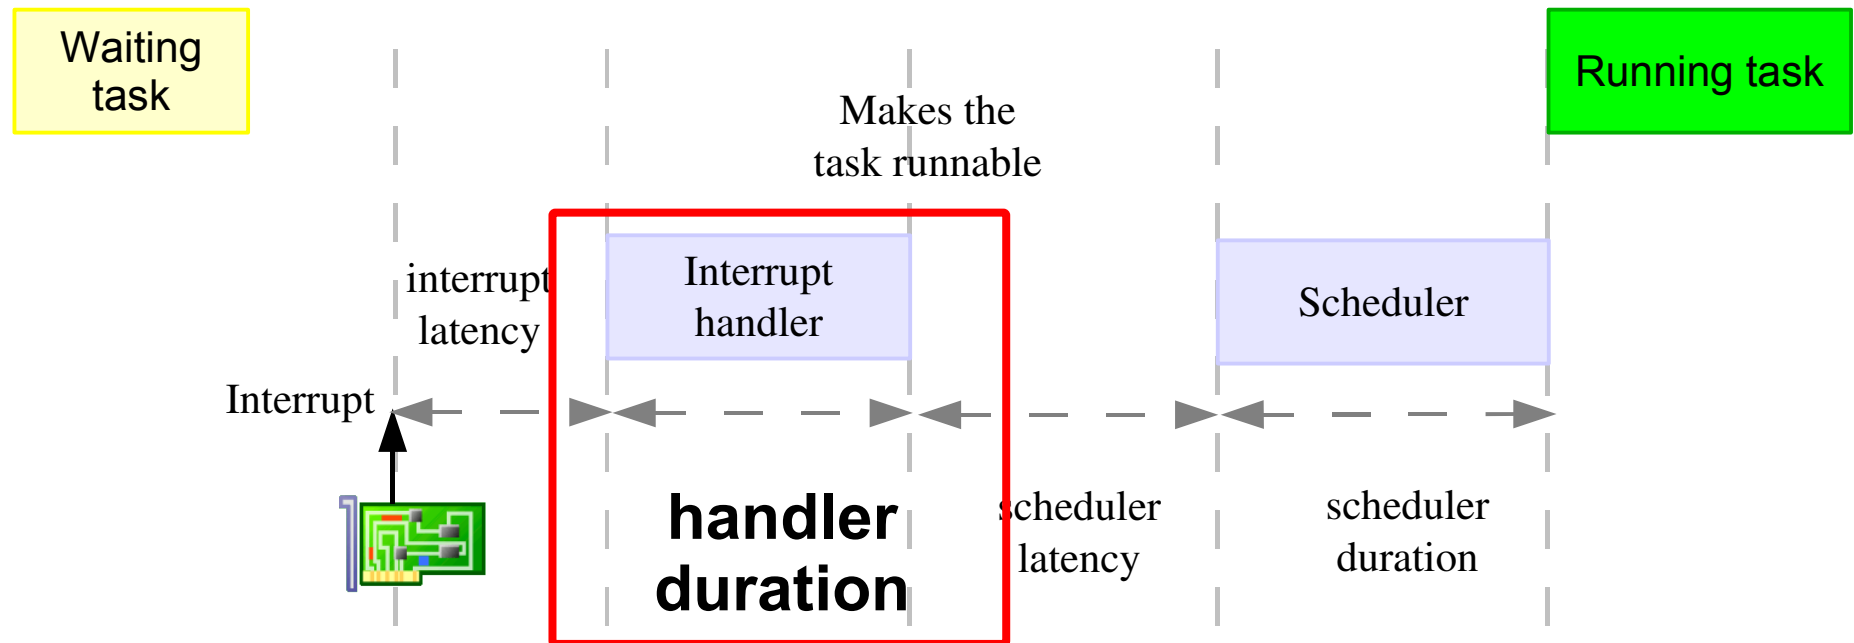 Waiting
task
Running task
Makes the
task runnable
interrupt
latency
Interrupt
handler
Scheduler
Interrupt
handler
duration
scheduler
latency
scheduler
duration